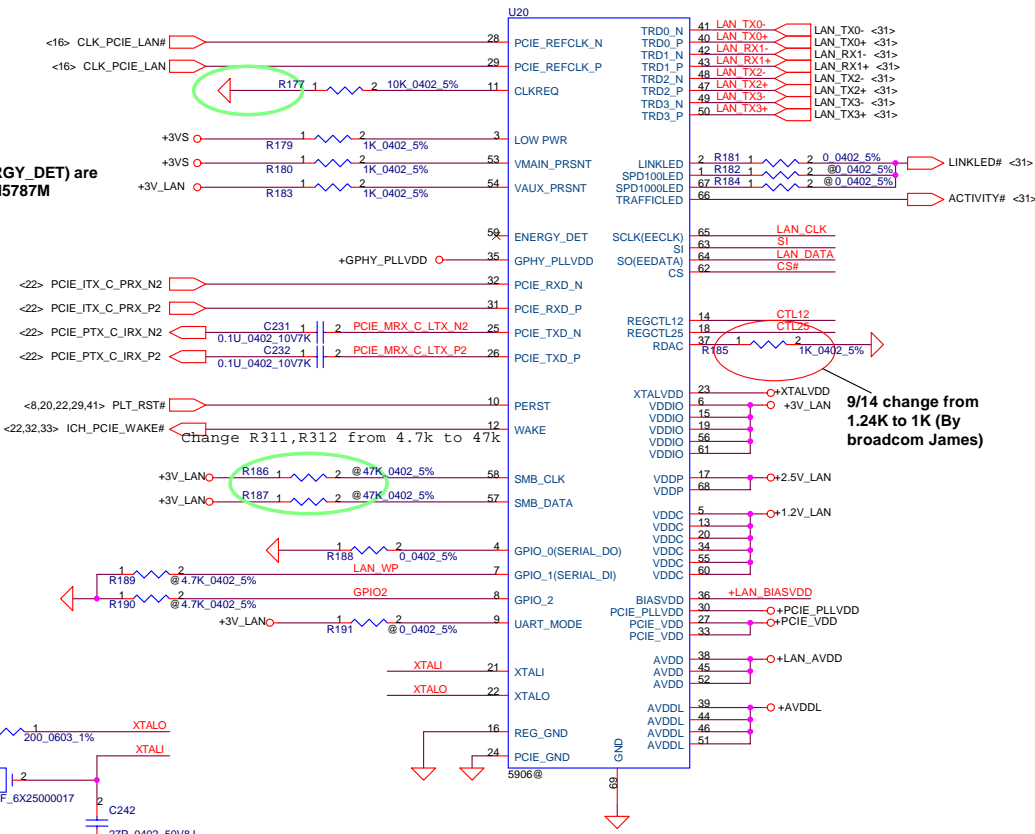 U20
<16> CLK_PCIE_LAN# 28 PCIE_REFCLK_N
<16> CLK_PCIE_LAN 29 PCIE_REFCLK_P
R177 1 2 10K_0402_5% 11 CLKREQ
+3VS R179 1 2 1K_0402_5% 3 LOW PWR
+3VS R180 1 2 1K_0402_5% 53 VMAIN_PRSNT
+3V_LAN R183 1 2 1K_0402_5% 54 VAUX_PRSNT
RGY_DET) are
15787M
59 ENERGY_DET
+GPHY_PLLVDD 35 GPHY_PLLVDD
<22> PCIE_ITX_C_PRX_N2 32 PCIE_RXD_N
<22> PCIE_ITX_C_PRX_P2 31 PCIE_RXD_P
<22> PCIE_PTX_C_IRX_N2 C231 1 2 0.1U_0402_10V7K PCIE_MRX_C_LTX_N2 25 PCIE_TXD_N
<22> PCIE_PTX_C_IRX_P2 C232 1 2 0.1U_0402_10V7K PCIE_MRX_C_LTX_P2 26 PCIE_TXD_P
<8,20,22,29,41> PLT_RST# 10 PERST
<22,32,33> ICH_PCIE_WAKE# 12 WAKE
Change R311,R312 from 4.7k to 47k
+3V_LAN R186 1 2 @47K_0402_5% 58 SMB_CLK
+3V_LAN R187 1 2 @47K_0402_5% 57 SMB_DATA
R188 1 2 0_0402_5% 4 GPIO_0(SERIAL_DO)
R189 1 2 @4.7K_0402_5% LAN_WP 7 GPIO_1(SERIAL_DI)
R190 1 2 @4.7K_0402_5% GPIO2 8 GPIO_2
+3V_LAN R191 1 2 @0_0402_5% 9 UART_MODE
XTALI 21 XTALI
XTALO 22 XTALO
16 REG_GND
24 PCIE_GND
5906@
GND 69
TRD0_N 41 LAN_TX0- LAN_TX0- <31>
TRD0_P 40 LAN_TX0+ LAN_TX0+ <31>
TRD1_N 42 LAN_RX1- LAN_RX1- <31>
TRD1_P 43 LAN_RX1+ LAN_RX1+ <31>
TRD2_N 48 LAN_TX2- LAN_TX2- <31>
TRD2_P 47 LAN_TX2+ LAN_TX2+ <31>
TRD3_N 49 LAN_TX3- LAN_TX3- <31>
TRD3_P 50 LAN_TX3+ LAN_TX3+ <31>
LINKLED 2 R181 1 2 0_0402_5% LINKLED# <31>
SPD100LED 1 R182 1 2 @0_0402_5%
SPD1000LED 67 R184 1 2 @0_0402_5%
TRAFFICLED 66 ACTIVITY# <31>
SCLK(EECLK) 65 LAN_CLK
SI 63 SI
SO(EEDATA) 64 LAN_DATA
CS 62 CS#
REGCTL12 14 CTL12
REGCTL25 18 CTL25
RDAC 37 R185 1 2 1K_0402_5%
9/14 change from
1.24K to 1K (By
broadcom James)
XTALVDD 23 +XTALVDD
VDDIO 6 +3V_LAN
VDDIO 15
VDDIO 19
VDDIO 56
VDDIO 61
VDDP 17 +2.5V_LAN
VDDP 68
VDDC 5 +1.2V_LAN
VDDC 13
VDDC 20
VDDC 34
VDDC 55
VDDC 60
BIASVDD 36 +LAN_BIASVDD
PCIE_PLLVDD 30 +PCIE_PLLVDD
PCIE_VDD 27 +PCIE_VDD
PCIE_VDD 33
AVDD 38 +LAN_AVDD
AVDD 45
AVDD 52
AVDDL 39 +AVDDL
AVDDL 44
AVDDL 46
AVDDL 51
1 XTALO
200_0603_1%
XTALI
2
F_6X25000017
2 C242
27P_0402_50V8J